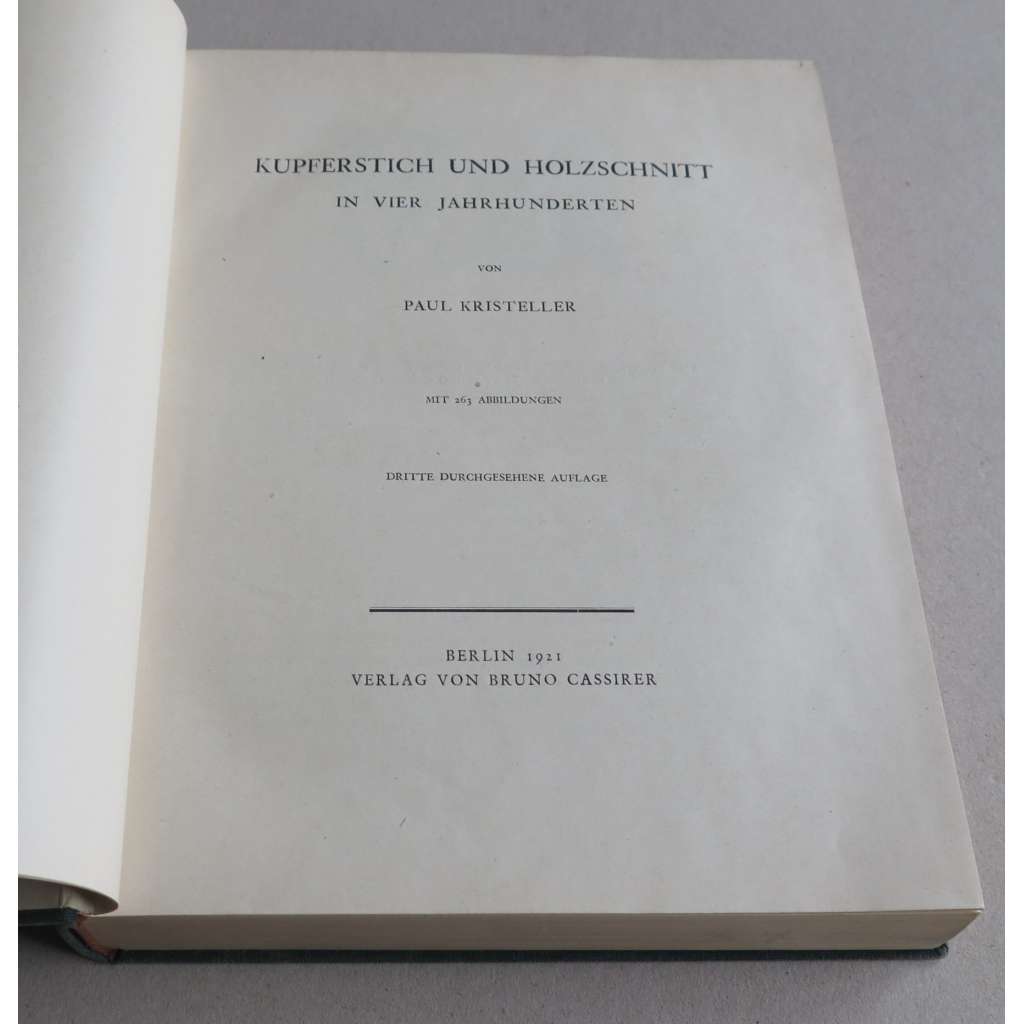 KUPFERSTICH UND HOLZSCHNITT
IN VIER JAHRHUNDERTEN
VON
PAUL KRISTELLER
MIT 263 ABBILDUNGEN
DRITTE DURCHGESEHENE AUFLAGE
BERLIN 1921
VERLAG VON BRUNO CASSIRER